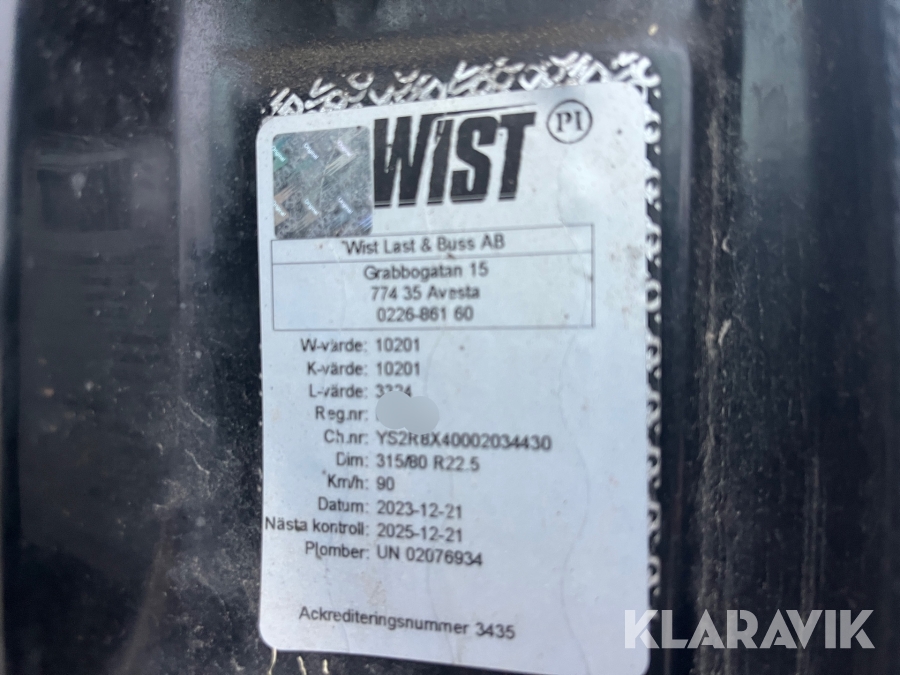 WIST PI
Wist Last & Buss AB
Grabbogatan 15
774 35 Avesta
0226-861 60
W-värde: 10201
K-värde: 10201
L-värde:
Reg.nr:
Ch.nr: YS2R8X40002034430
Dim: 315/80 R22.5
Km/h: 90
Datum: 2023-12-21
Nästa kontroll: 2025-12-21
Plomber: UN 02076934
Ackrediteringsnummer 3435
KLARAVIK